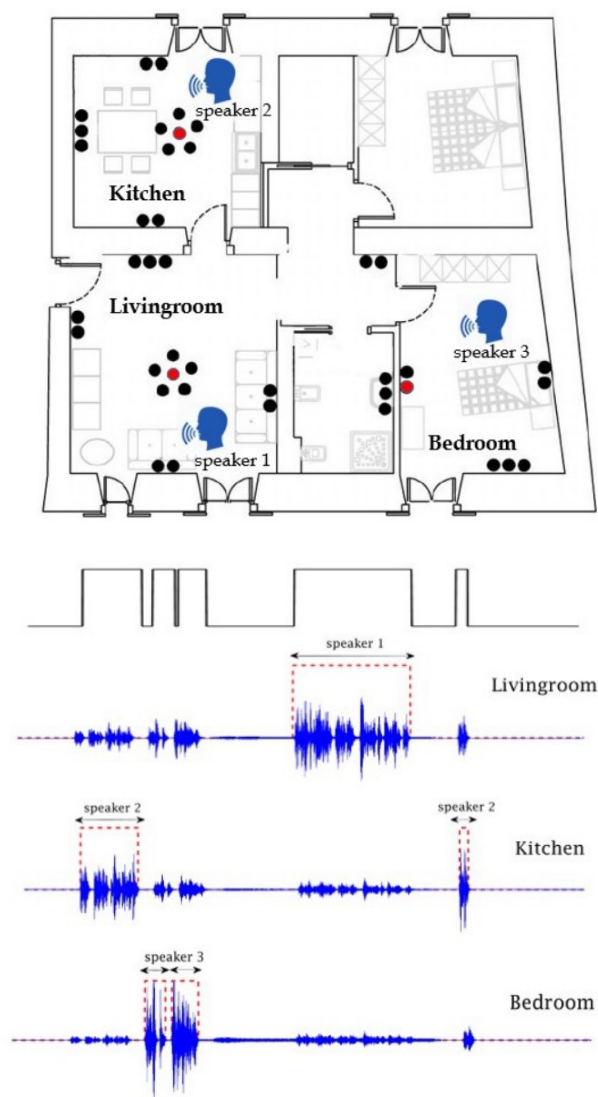 speaker 2
Kitchen
Livingroom
speaker 3
Bedroom
speaker 1
speaker 1
Livingroom
speaker 2
speaker 2
Kitchen
speaker 3
Bedroom